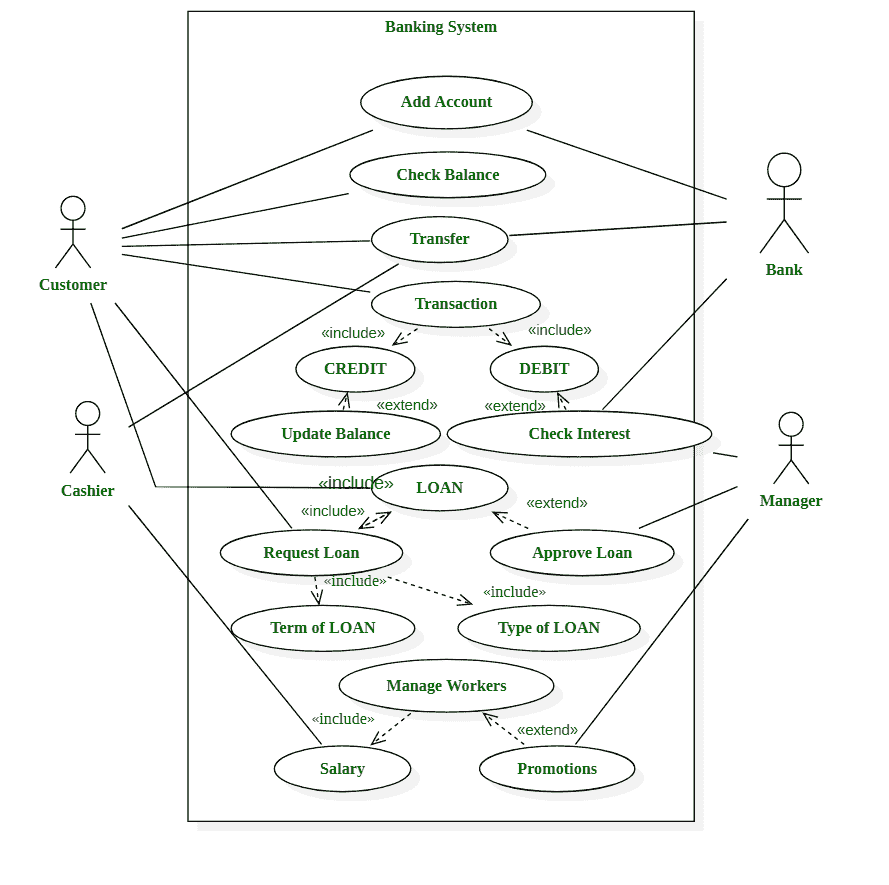 Banking System
Add Account
Check Balance
Transfer
Bank
Customer
Transaction
«include»
«include»
CREDIT
DEBIT
«extend»
«extend»
Update Balance
Check Interest
Cashier
«include»
LOAN
Manager
«include»
«extend»
Request Loan
Approve Loan
«include»
«include»
Term of LOAN
Type of LOAN
Manage Workers
«include»
«extend»
Salary
Promotions